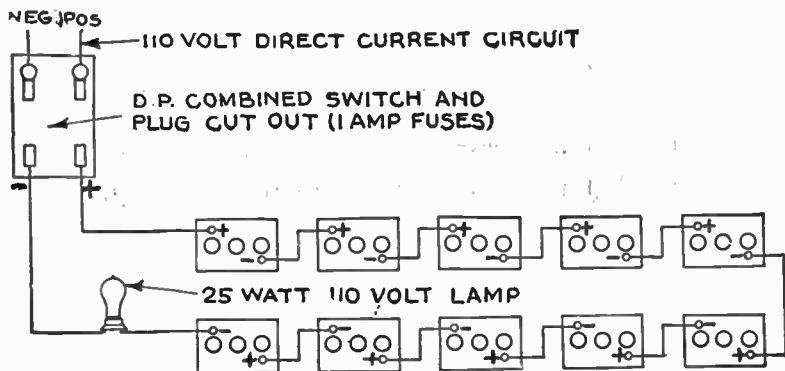 NEG. POS
110 VOLT DIRECT CURRENT CIRCUIT
D.P. COMBINED SWITCH AND
PLUG CUT OUT (1 AMP FUSES)
- +
+ + + + +
- - - - -
25 WATT 110 VOLT LAMP
- - - - -
+ + + + +